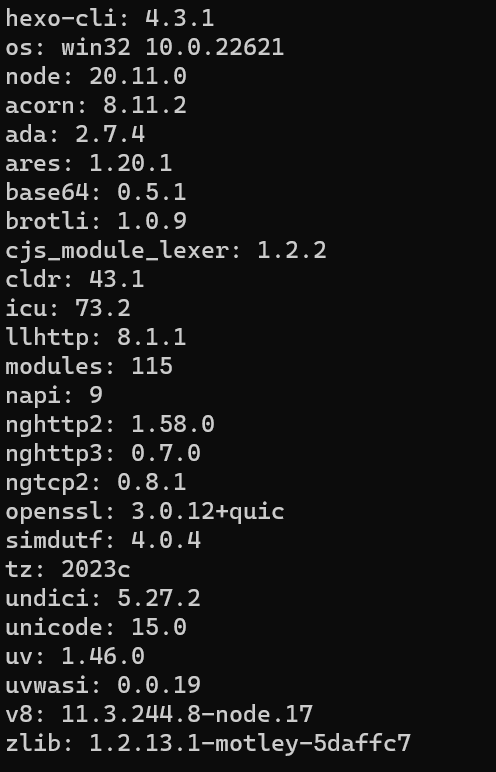 hexo-cli: 4.3.1
os: win32 10.0.22621
node: 20.11.0
acorn: 8.11.2
ada: 2.7.4
ares: 1.20.1
base64: 0.5.1
brotli: 1.0.9
cjs_module_lexer: 1.2.2
cldr: 43.1
icu: 73.2
llhttp: 8.1.1
modules: 115
napi: 9
nghttp2: 1.58.0
nghttp3: 0.7.0
ngtcp2: 0.8.1
openssl: 3.0.12+quic
simdutf: 4.0.4
tz: 2023c
undici: 5.27.2
unicode: 15.0
uv: 1.46.0
uvwasi: 0.0.19
v8: 11.3.244.8-node.17
zlib: 1.2.13.1-motley-5daffc7